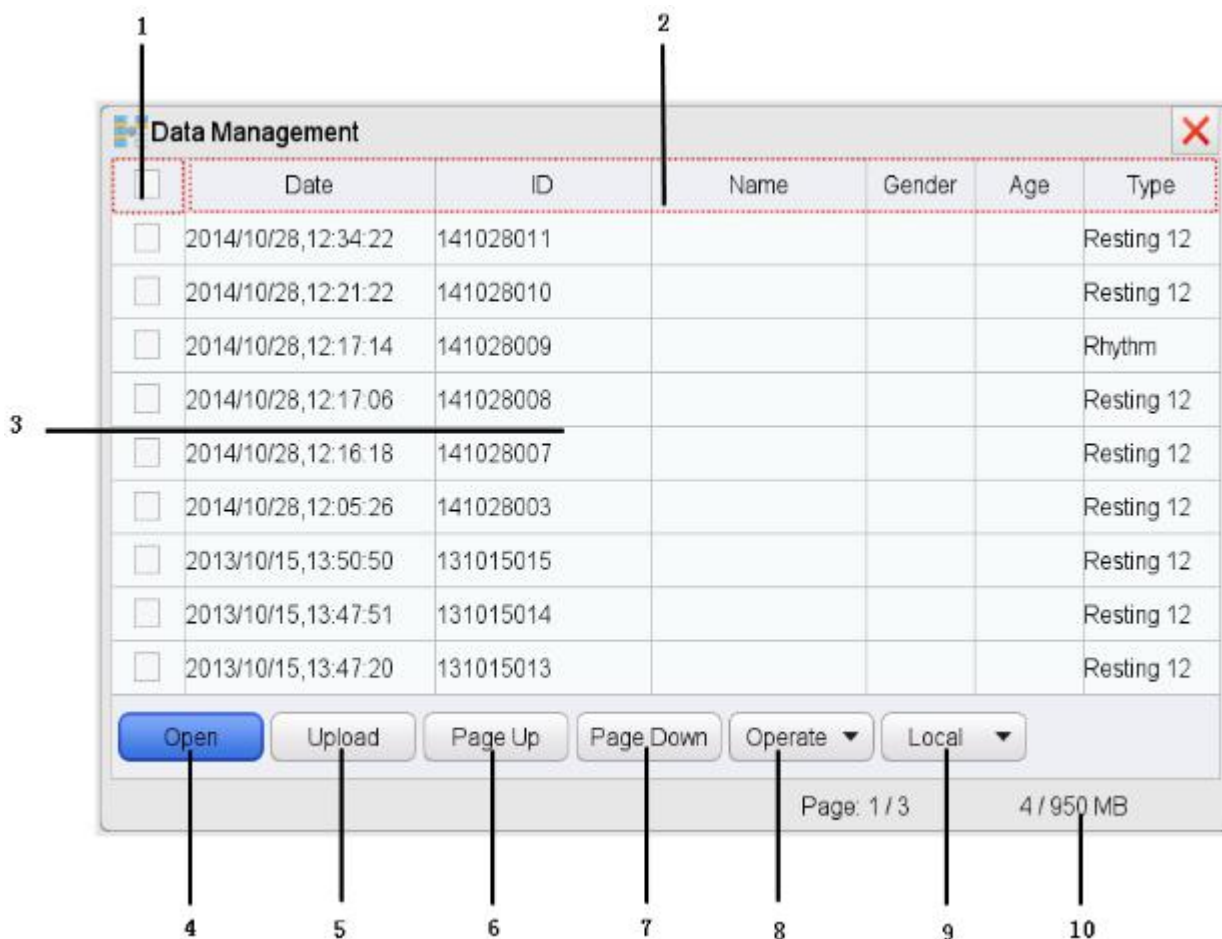 1 2
Data Management
Date ID Name Gender Age Type
2014/10/28,12:34:22 141028011 Resting 12
2014/10/28,12:21:22 141028010 Resting 12
2014/10/28,12:17:14 141028009 Rhythm
2014/10/28,12:17:06 141028008 Resting 12
3
2014/10/28,12:16:18 141028007 Resting 12
2014/10/28,12:05:26 141028003 Resting 12
2013/10/15,13:50:50 131015015 Resting 12
2013/10/15,13:47:51 131015014 Resting 12
2013/10/15,13:47:20 131015013 Resting 12
Open Upload Page Up Page Down Operate Local
Page: 1 / 3 4 / 950 MB
4 5 6 7 8 9 10